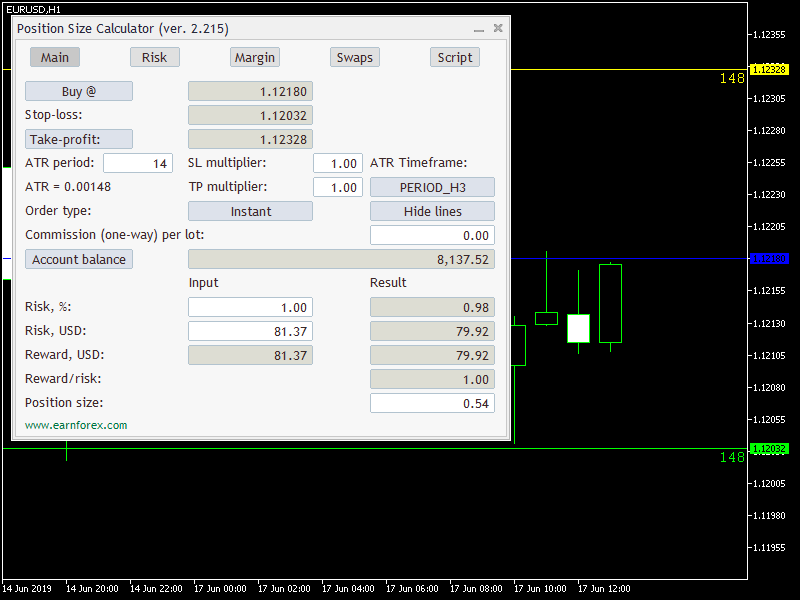 EURUSD,H1
Position Size Calculator (ver. 2.215)
Main Risk Margin Swaps Script
Buy @ 1.12180
Stop-loss: 1.12032
Take-profit: 1.12328
ATR period: 14 SL multiplier: 1.00 ATR Timeframe:
ATR = 0.00148 TP multiplier: 1.00 PERIOD_H3
Order type: Instant Hide lines
Commission (one-way) per lot: 0.00
Account balance 8,137.52
Input Result
Risk, %: 1.00 0.98
Risk, USD: 81.37 79.92
Reward, USD: 81.37 79.92
Reward/risk: 1.00
Position size: 0.54
www.earnforex.com
148
148
1.12355
1.12328
1.12305
1.12280
1.12255
1.12230
1.12205
1.12155
1.12130
1.12105
1.12080
1.12055
1.12032
1.12005
1.11980
1.11955
14 Jun 2019 14 Jun 20:00 14 Jun 22:00 17 Jun 00:00 17 Jun 02:00 17 Jun 04:00 17 Jun 06:00 17 Jun 08:00 17 Jun 10:00 17 Jun 12:00